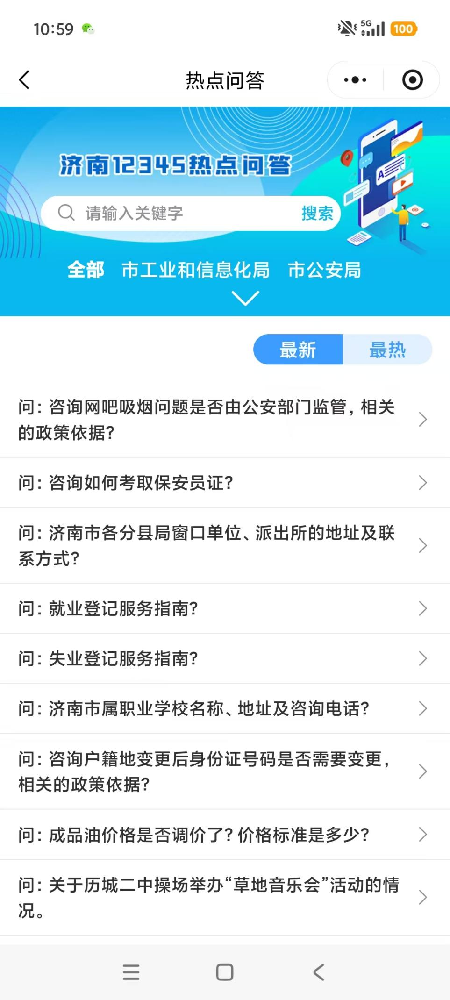 10:59
5G
100
热点问答
济南12345热点问答
A
请输入关键字
搜索
全部 市工业和信息化局 市公安局
最新 最热
问：咨询网吧吸烟问题是否由公安部门监管，相关
的政策依据？
问：咨询如何考取保安员证？
问：济南市各分县局窗口单位、派出所的地址及联
系方式？
问：就业登记服务指南？
问：失业登记服务指南？
问：济南市属职业学校名称、地址及咨询电话？
问：咨询户籍地变更后身份证号码是否需要变更，
相关的政策依据？
问：成品油价格是否调价了？价格标准是多少？
问：关于历城二中操场举办“草地音乐会”活动的情
况。